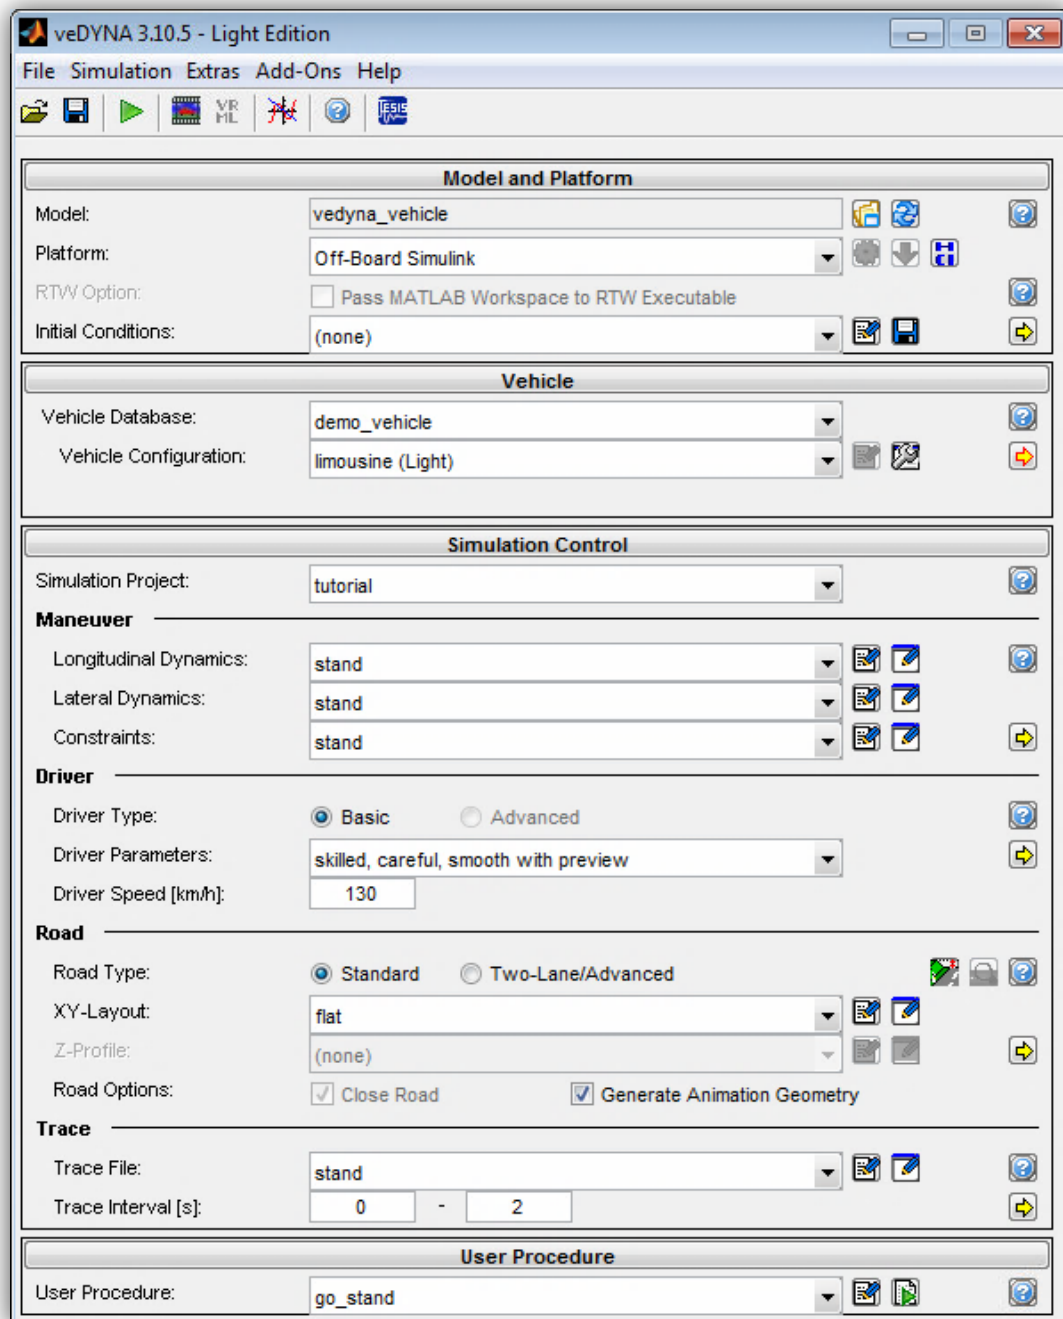 veDYNA 3.10.5 - Light Edition
File Simulation Extras Add-Ons Help
VR
ML
Model and Platform
Model: vedyna_vehicle
Platform: Off-Board Simulink
RTW Option: Pass MATLAB Workspace to RTW Executable
Initial Conditions: (none)
Vehicle
Vehicle Database: demo_vehicle
Vehicle Configuration: limousine (Light)
Simulation Control
Simulation Project: tutorial
Maneuver
Longitudinal Dynamics: stand
Lateral Dynamics: stand
Constraints: stand
Driver
Driver Type: Basic Advanced
Driver Parameters: skilled, careful, smooth with preview
Driver Speed [km/h]: 130
Road
Road Type: Standard Two-Lane/Advanced
XY-Layout: flat
Z-Profile: (none)
Road Options: Close Road Generate Animation Geometry
Trace
Trace File: stand
Trace Interval [s]: 0 - 2
User Procedure
User Procedure: go_stand